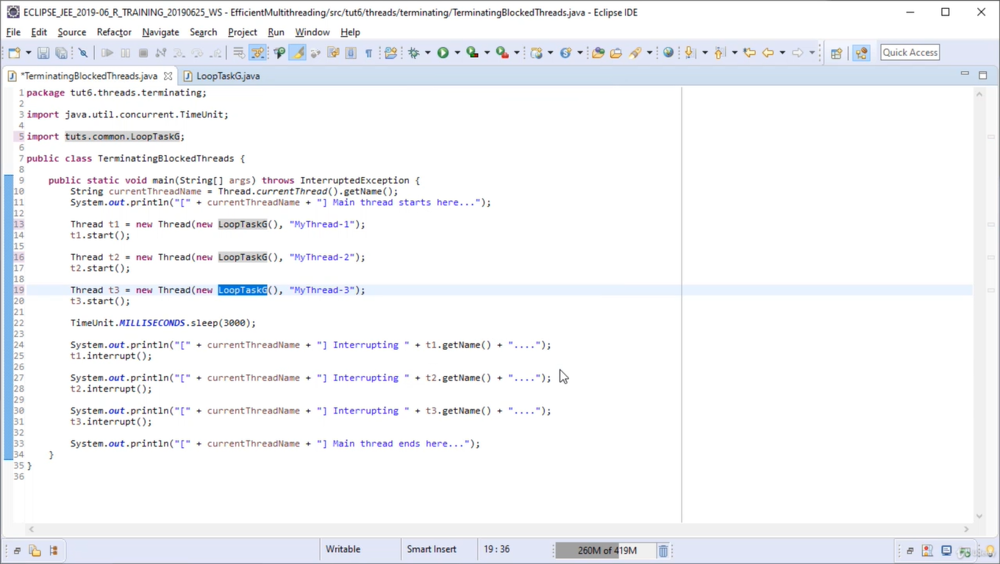 ECLIPSE_JEE_2019-06_R_TRAINING_20190625_WS - EfficientMultithreading/src/tut6/threads/terminating/TerminatingBlockedThreads.java - Eclipse IDE
File Edit Source Refactor Navigate Search Project Run Window Help
Quick Access
*TerminatingBlockedThreads.java LoopTaskG.java
1 package tut6.threads.terminating;
2
3 import java.util.concurrent.TimeUnit;
4
5 import tuts.common.LoopTaskG;
6
7 public class TerminatingBlockedThreads {
8
9     public static void main(String[] args) throws InterruptedException {
10         String currentThreadName = Thread.currentThread().getName();
11         System.out.println("[" + currentThreadName + "] Main thread starts here...");
12
13         Thread t1 = new Thread(new LoopTaskG(), "MyThread-1");
14         t1.start();
15
16         Thread t2 = new Thread(new LoopTaskG(), "MyThread-2");
17         t2.start();
18
19         Thread t3 = new Thread(new LoopTaskG(), "MyThread-3");
20         t3.start();
21
22         TimeUnit.MILLISECONDS.sleep(3000);
23
24         System.out.println("[" + currentThreadName + "] Interrupting " + t1.getName() + "....");
25         t1.interrupt();
26
27         System.out.println("[" + currentThreadName + "] Interrupting " + t2.getName() + "....");
28         t2.interrupt();
29
30         System.out.println("[" + currentThreadName + "] Interrupting " + t3.getName() + "....");
31         t3.interrupt();
32
33         System.out.println("[" + currentThreadName + "] Main thread ends here...");
34     }
35 }
36
Writable Smart Insert 19 : 36 260M of 419M